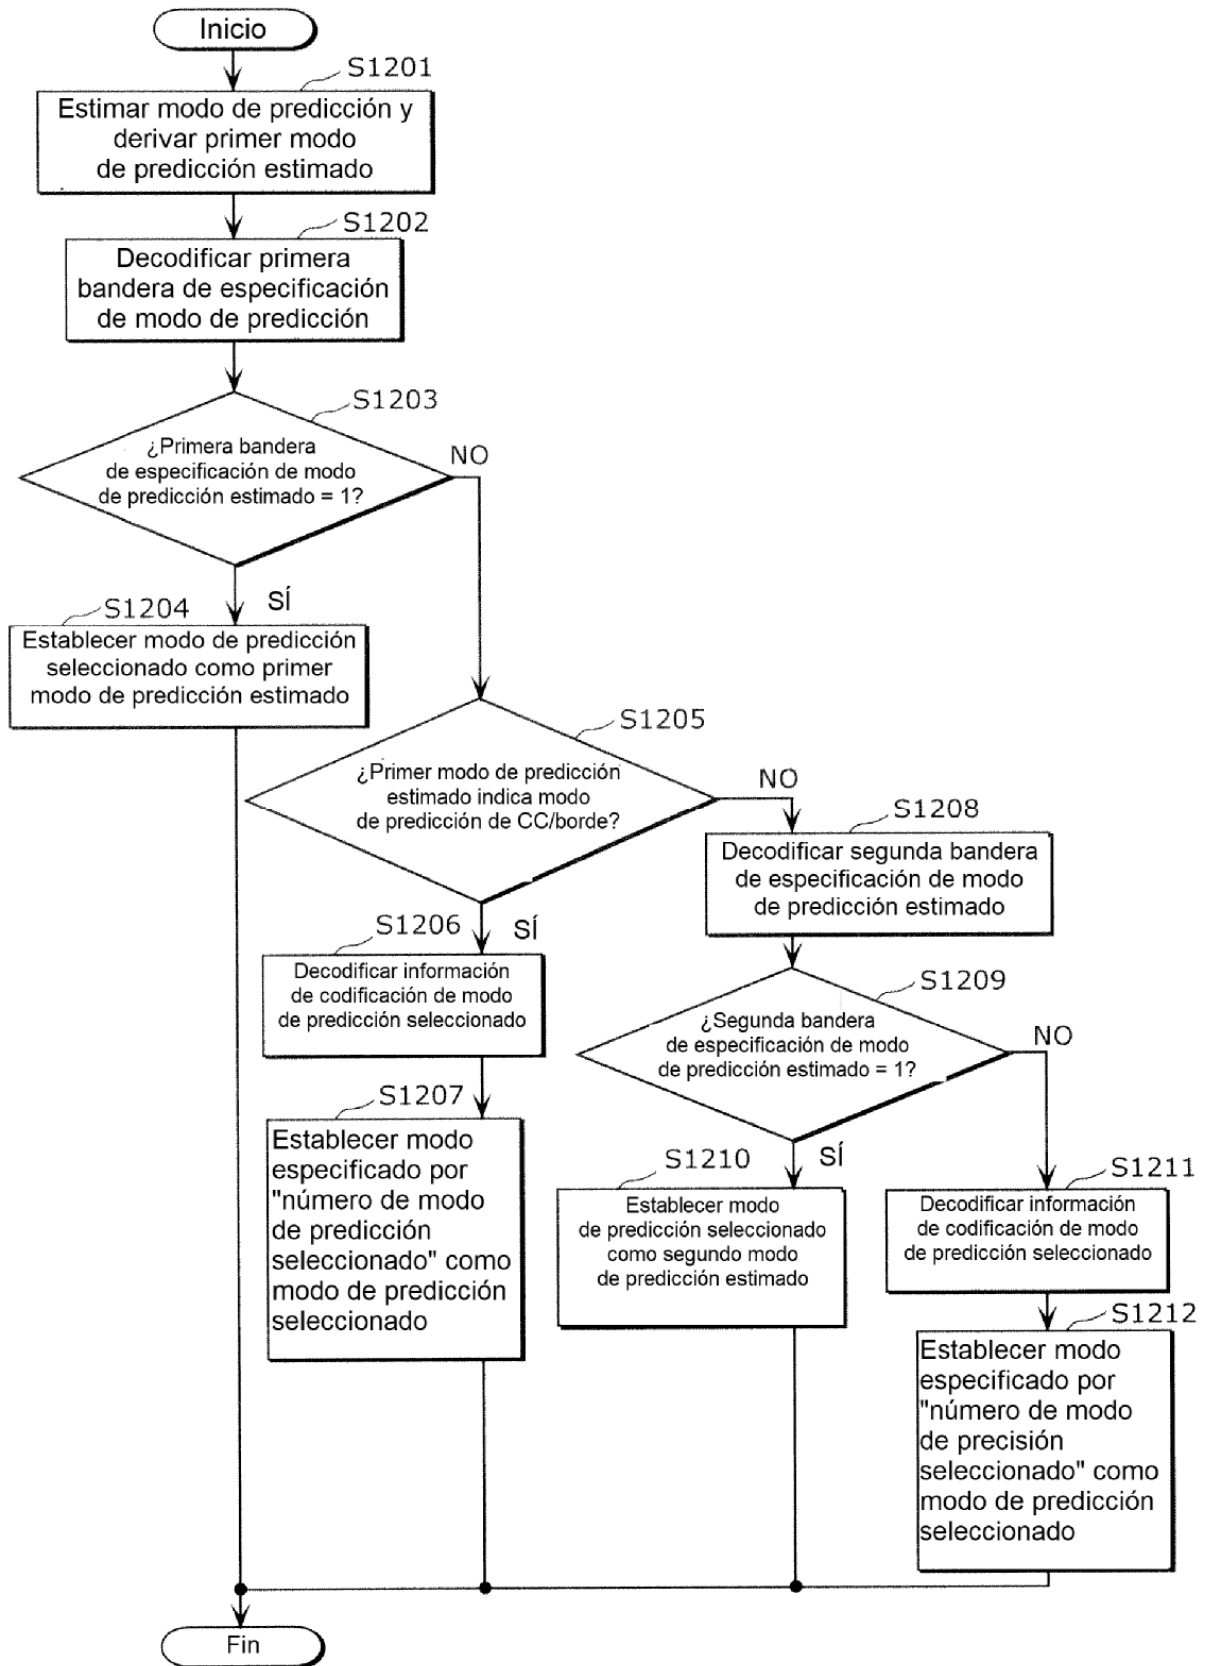 Inicio
S1201
Estimar modo de predicción y
derivar primer modo
de predicción estimado
S1202
Decodificar primera
bandera de especificación
de modo de predicción
S1203
¿Primera bandera
de especificación de modo
de predicción estimado = 1?
NO
SÍ
S1204
Establecer modo de predicción
seleccionado como primer
modo de predicción estimado
S1205
¿Primer modo de predicción
estimado indica modo
de predicción de CC/borde?
NO
SÍ
S1206
Decodificar información
de codificación de modo
de predicción seleccionado
S1207
Establecer modo
especificado por
"número de modo
de predicción
seleccionado" como
modo de predicción
seleccionado
S1208
Decodificar segunda bandera
de especificación de modo
de predicción estimado
S1209
¿Segunda bandera
de especificación de modo
de predicción estimado = 1?
NO
SÍ
S1210
Establecer modo
de predicción seleccionado
como segundo modo
de predicción estimado
S1211
Decodificar información
de codificación de modo
de predicción seleccionado
S1212
Establecer modo
especificado por
"número de modo
de precisión
seleccionado" como
modo de predicción
seleccionado
Fin